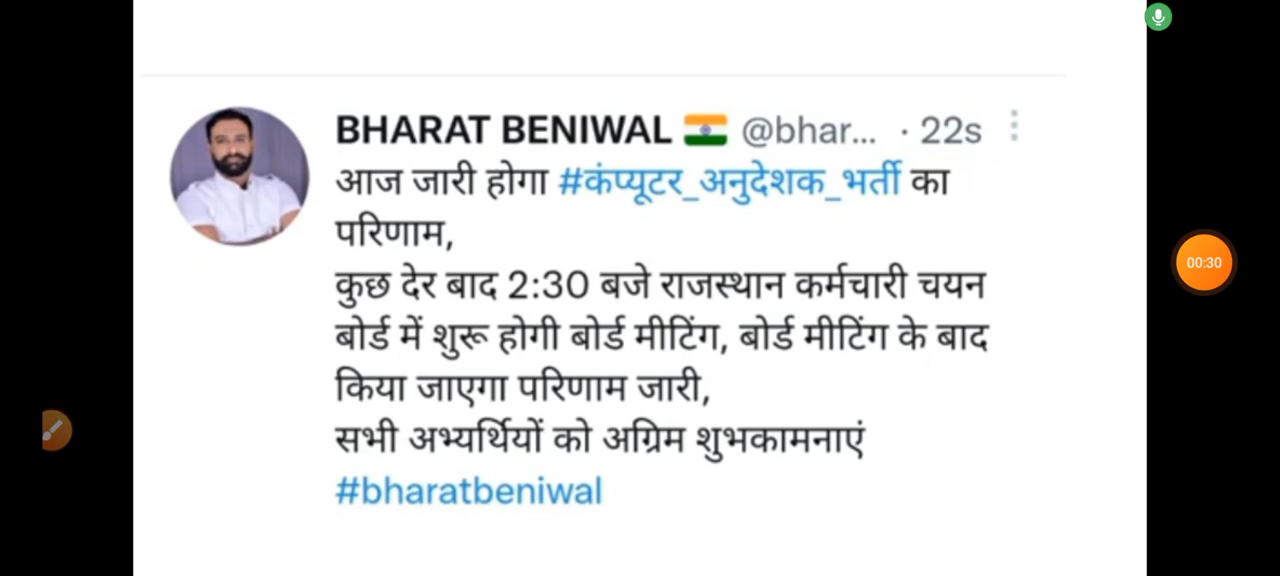 BHARAT BENIWAL 🇮🇳 @bhar... · 22s
आज जारी होगा #कंप्यूटर_अनुदेशक_भर्ती का
परिणाम,
कुछ देर बाद 2:30 बजे राजस्थान कर्मचारी चयन
बोर्ड में शुरू होगी बोर्ड मीटिंग, बोर्ड मीटिंग के बाद
किया जाएगा परिणाम जारी,
सभी अभ्यर्थियों को अग्रिम शुभकामनाएं
#bharatbeniwal
00:30